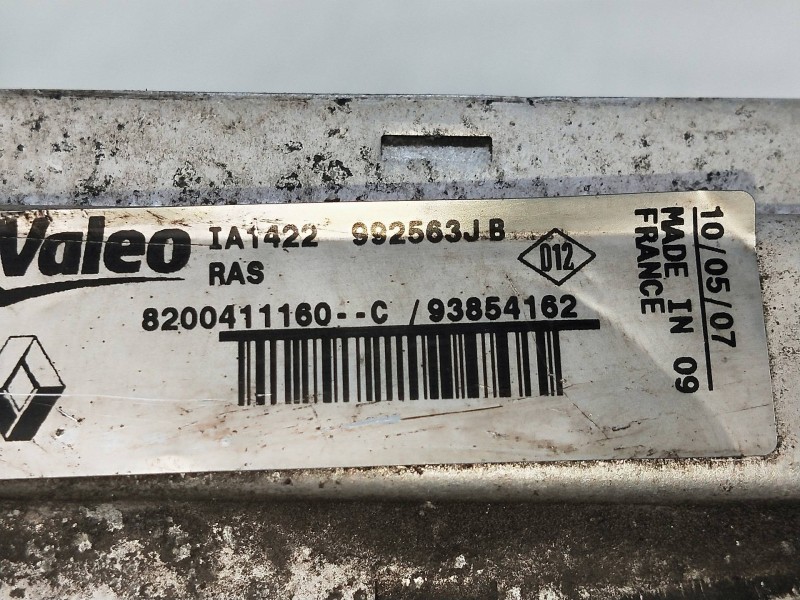 Valeo IA1422 992563J B
RAS D12
8200411160--C /93854162
10/05/07
MADE IN 09
FRANCE